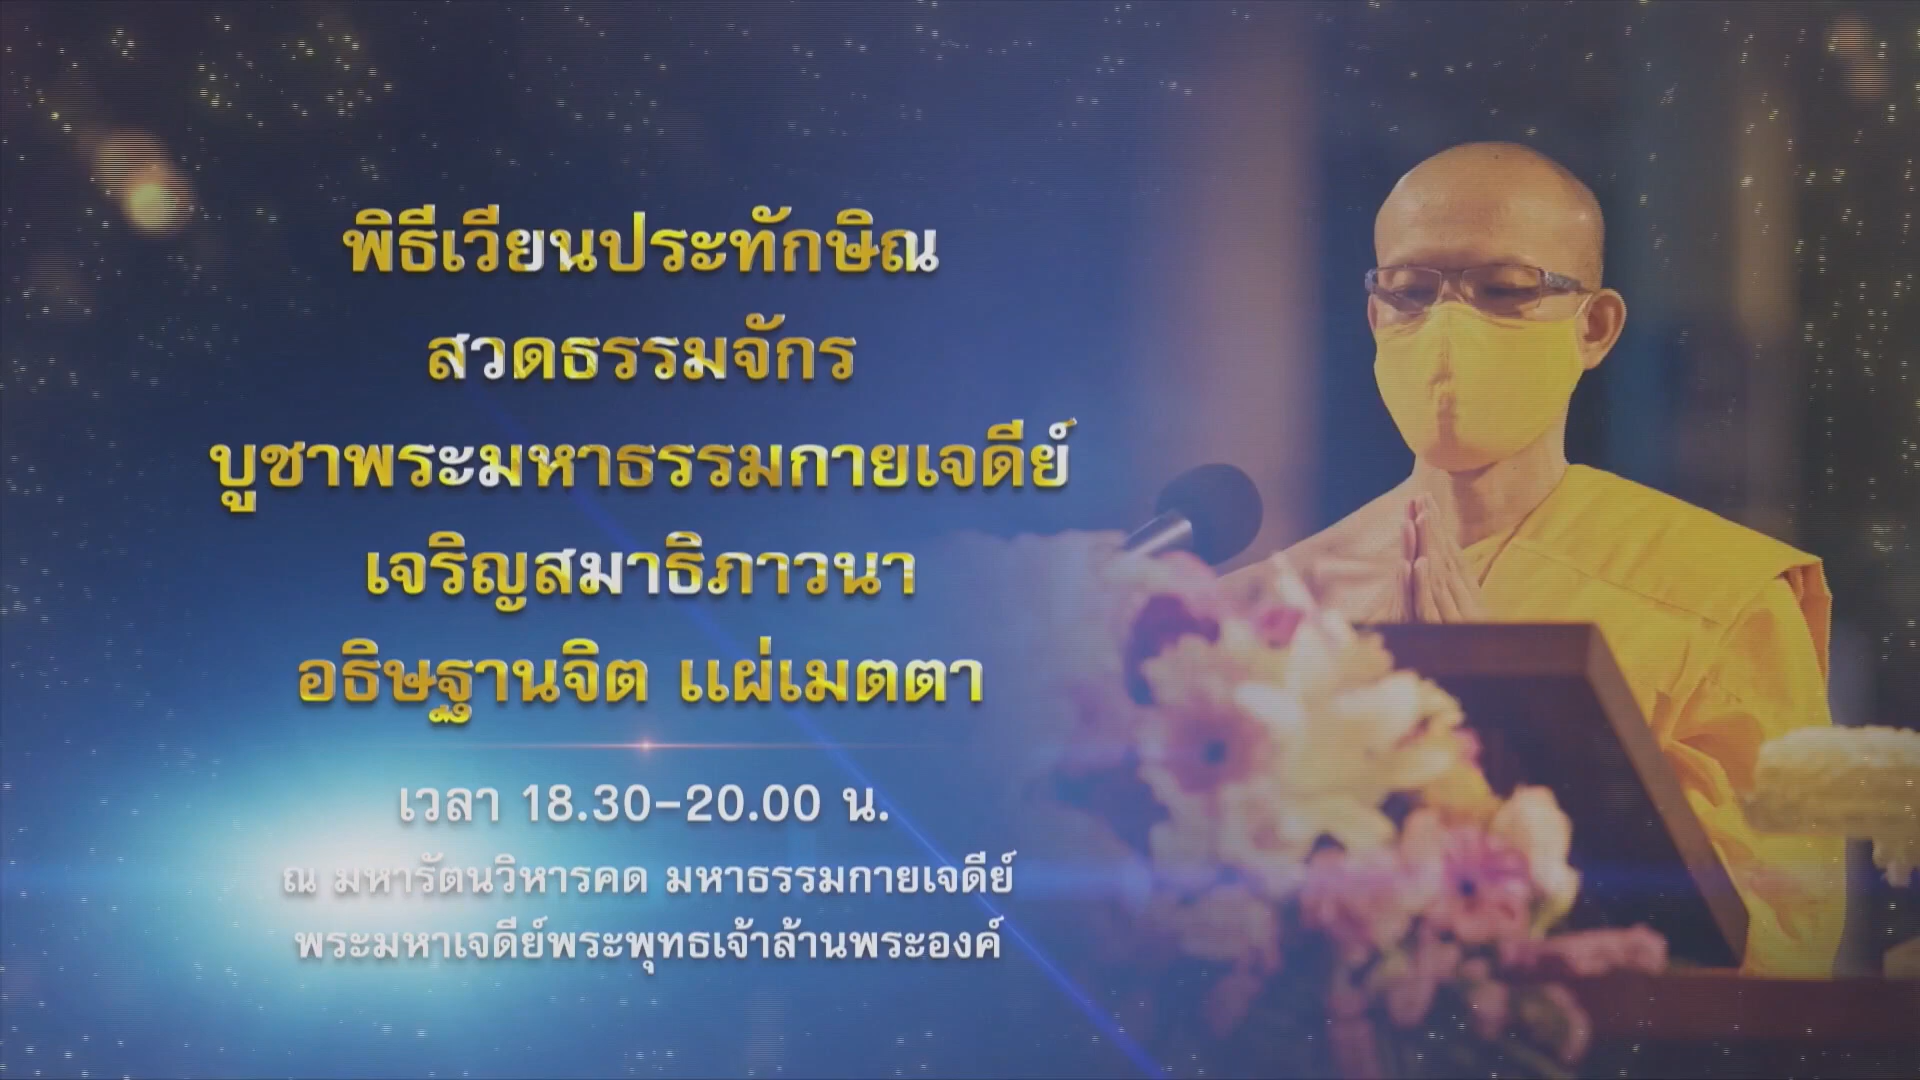 พิธีเวียนประทักษิณ
สวดธรรมจักร
บูชาพระมหาธรรมกายเจดีย์
เจริญสมาธิภาวนา
อธิษฐานจิต แผ่เมตตา
เวลา 18.30-20.00 น.
ณ มหารัตนวิหารคด มหาธรรมกายเจดีย์
พระมหาเจดีย์พระพุทธเจ้าล้านพระองค์